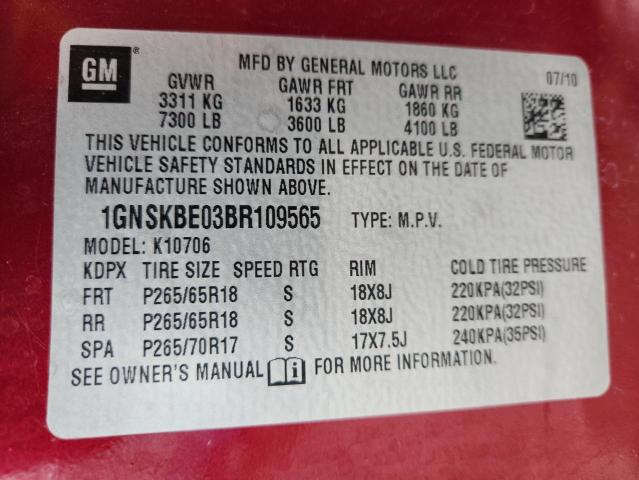 GM ® MFD BY GENERAL MOTORS LLC 07/10
GVWR GAWR FRT GAWR RR
3311 KG 1633 KG 1860 KG
7300 LB 3600 LB 4100 LB
THIS VEHICLE CONFORMS TO ALL APPLICABLE U.S. FEDERAL MOTOR
VEHICLE SAFETY STANDARDS IN EFFECT ON THE DATE OF
MANUFACTURE SHOWN ABOVE.
1GNSKBE03BR109565 TYPE: M.P.V.
MODEL: K10706
KDPX TIRE SIZE SPEED RTG RIM COLD TIRE PRESSURE
FRT P265/65R18 S 18X8J 220KPA(32PSI)
RR P265/65R18 S 18X8J 220KPA(32PSI)
SPA P265/70R17 S 17X7.5J 240KPA(35PSI)
SEE OWNER'S MANUAL i FOR MORE INFORMATION.